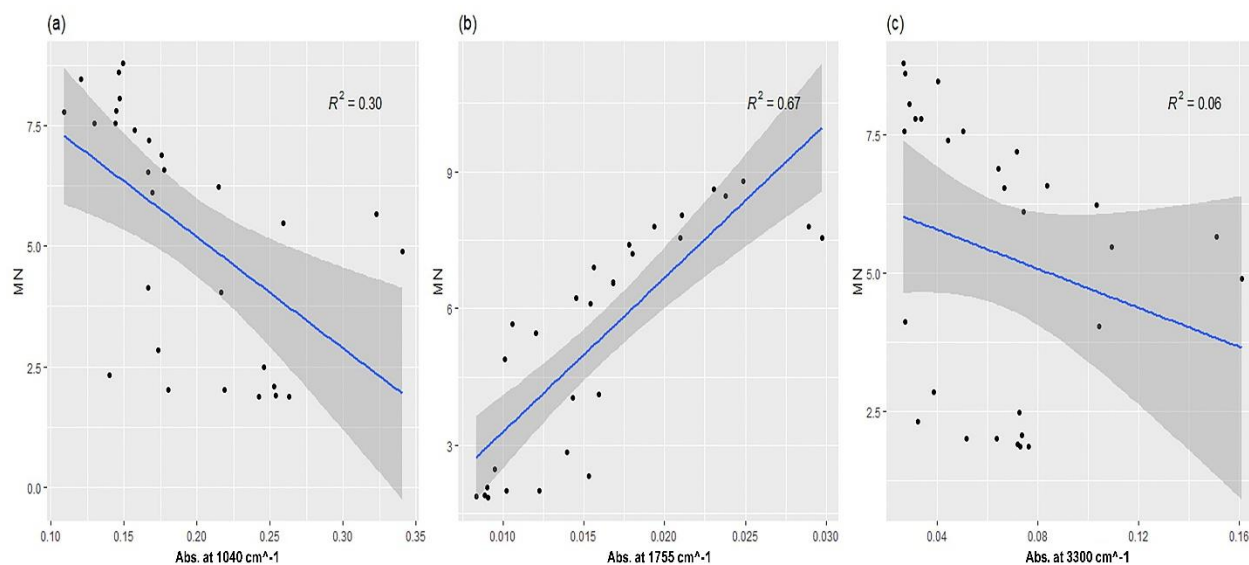 (a)
R² = 0.30
7.5
5.0
2.5
0.0
MN
0.10 0.15 0.20 0.25 0.30 0.35
Abs. at 1040 cm^-1
(b)
R² = 0.67
9
6
3
MN
0.010 0.015 0.020 0.025 0.030
Abs. at 1755 cm^-1
(c)
R² = 0.06
7.5
5.0
2.5
MN
0.04 0.08 0.12 0.16
Abs. at 3300 cm^-1